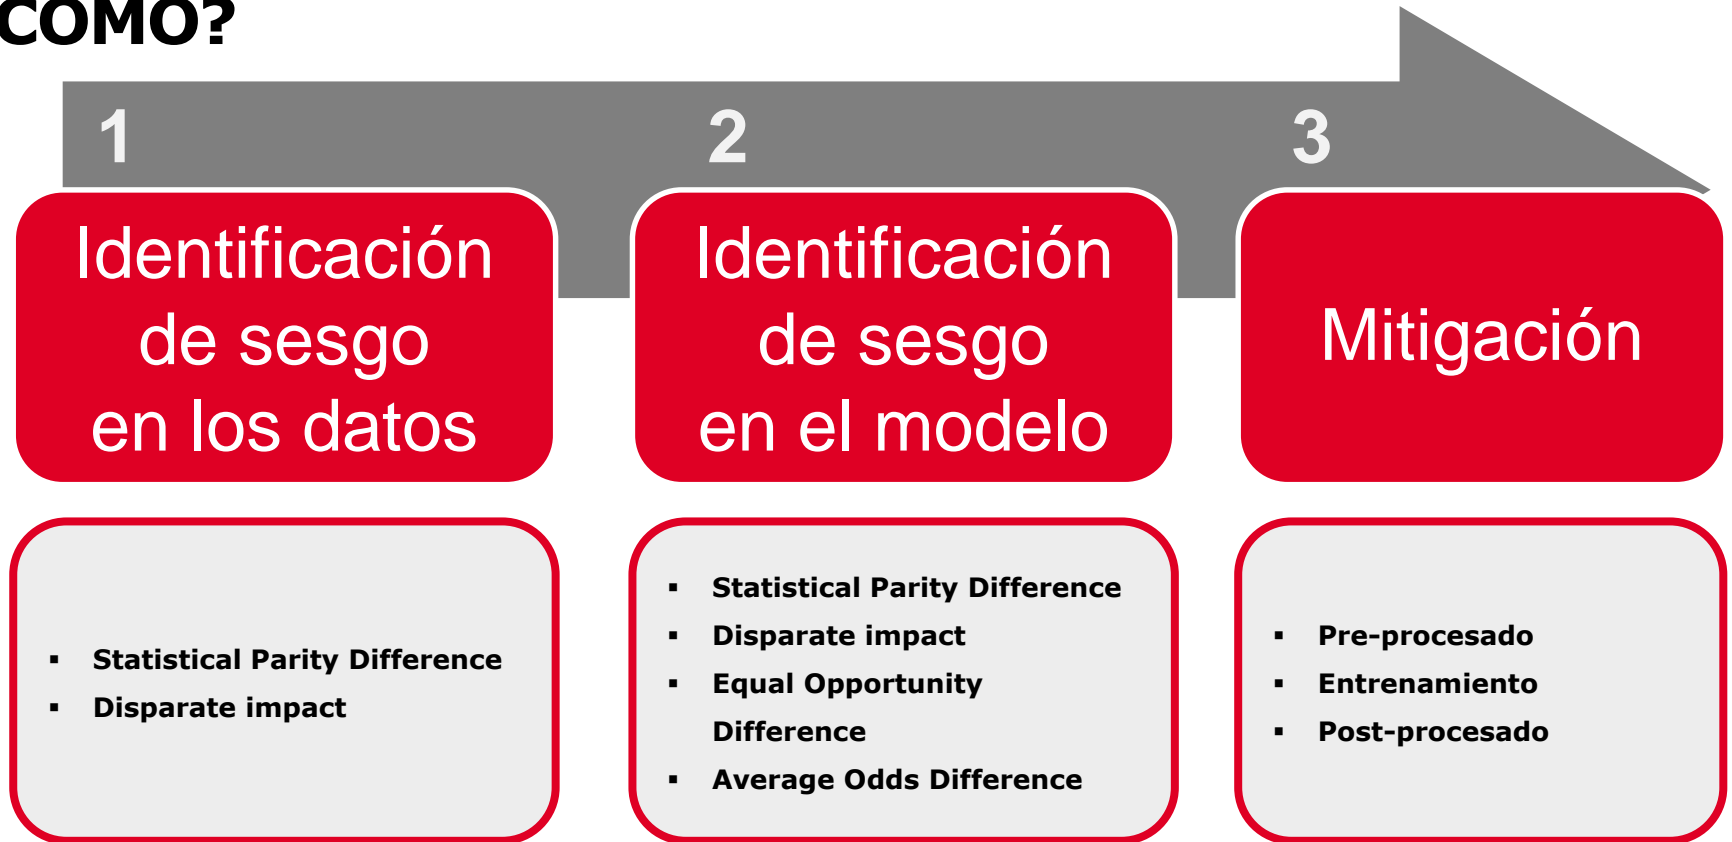 CÓMO?
1
2
3
Identificación
de sesgo
en los datos
Identificación
de sesgo
en el modelo
Mitigación
▪ Statistical Parity Difference
▪ Disparate impact
▪ Statistical Parity Difference
▪ Disparate impact
▪ Equal Opportunity
Difference
▪ Average Odds Difference
▪ Pre-procesado
▪ Entrenamiento
▪ Post-procesado